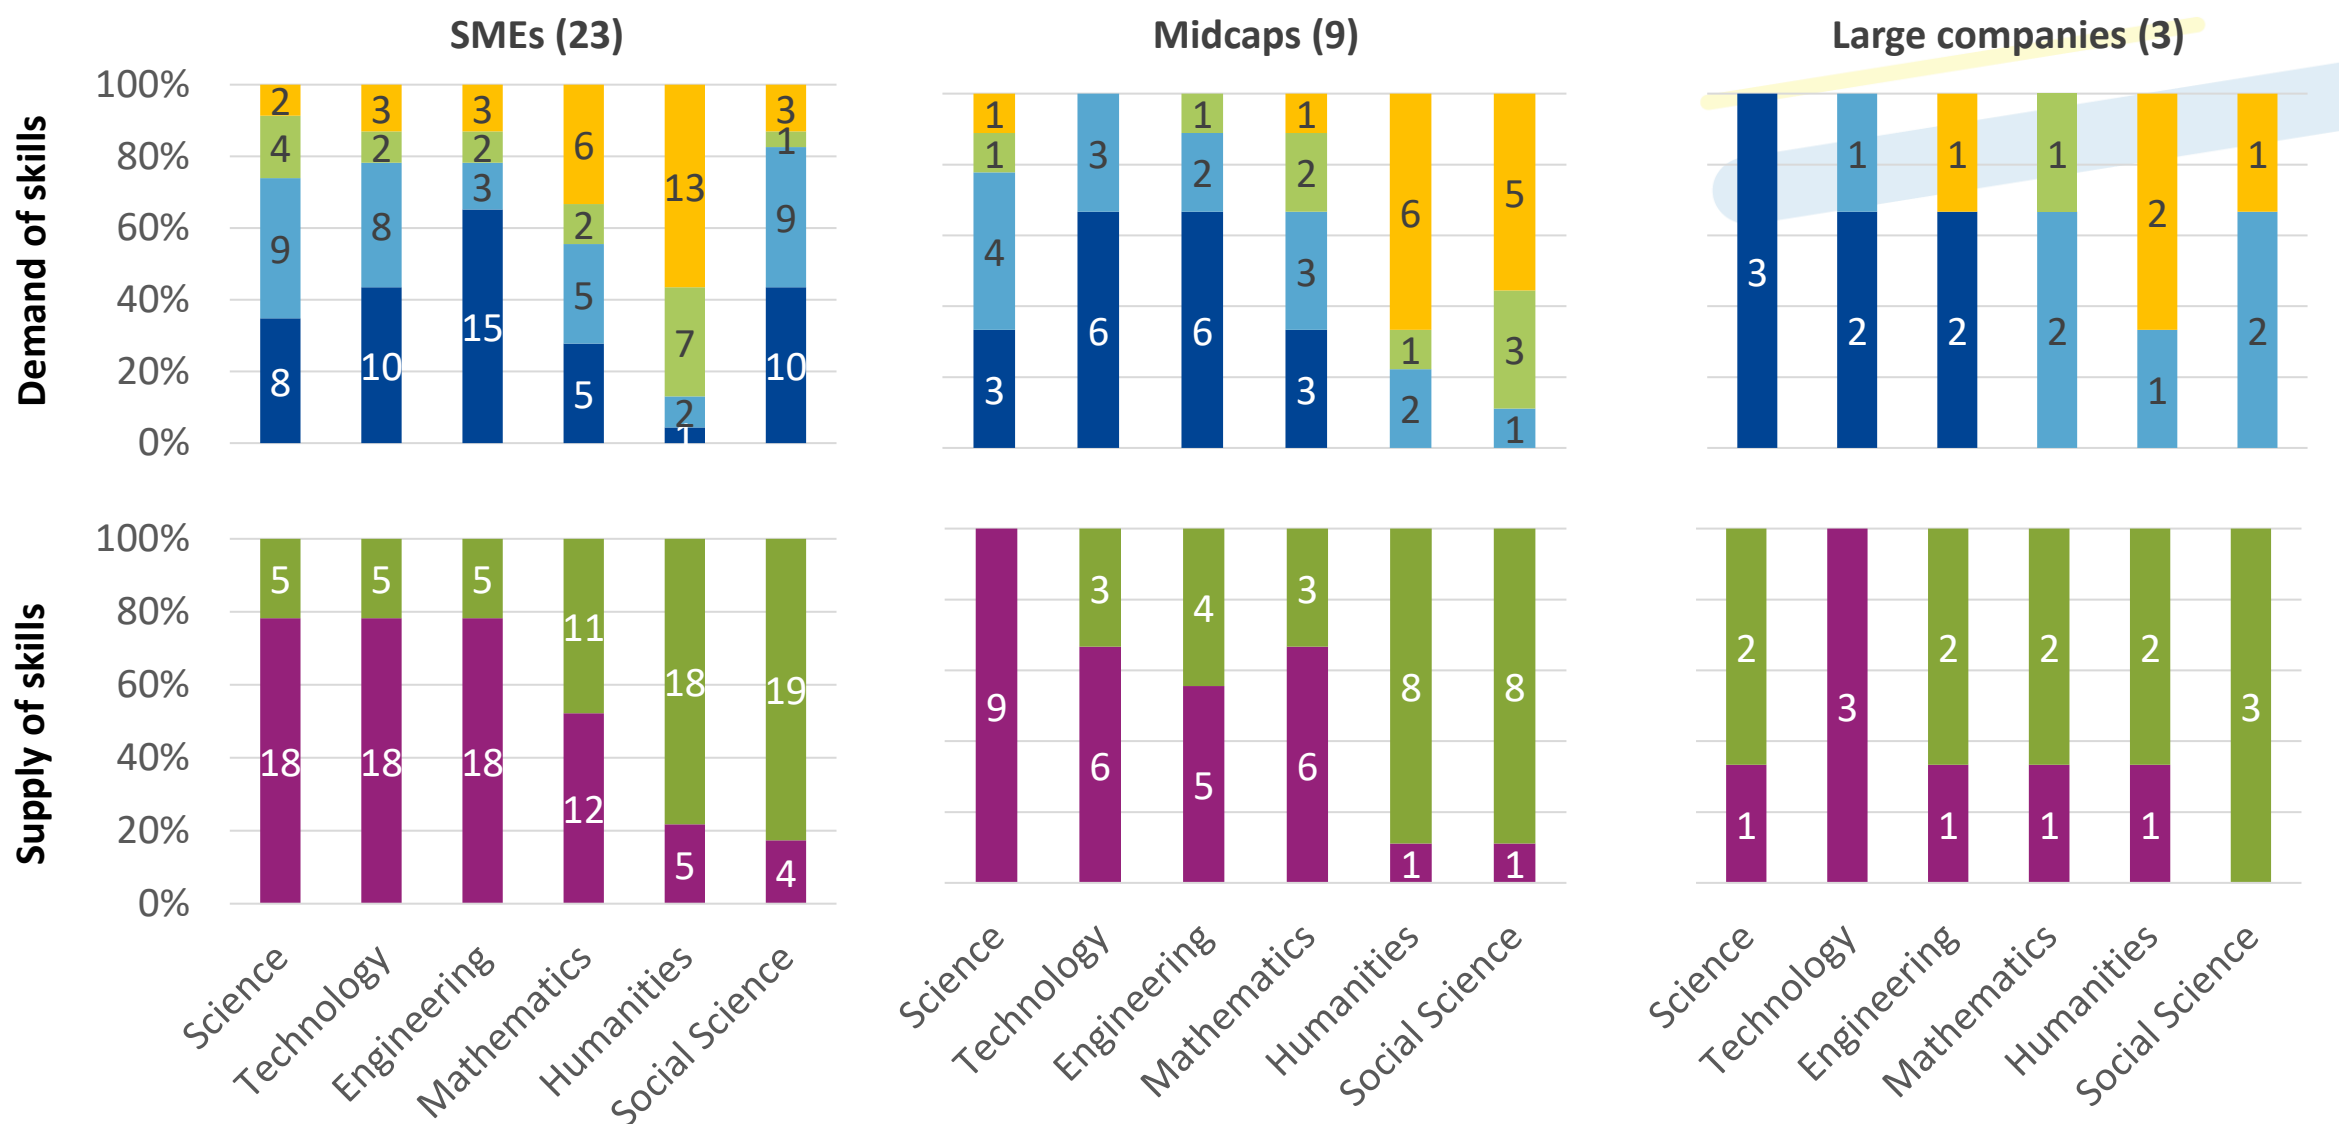 SMEs (23)
Midcaps (9)
Large companies (3)
Demand of skills
100%
80%
60%
40%
20%
0%
2 3 3 6 13 3
4 2 2 2 7 1
9 8 3 5 2 9
8 10 15 5 1 10
1 1 1 6 5
1 1 2 1 3
4 3 2 3 2 1
3 6 6 3
1 1 1 2 1
3 1 2 1 2
2 2
Supply of skills
100%
80%
60%
40%
20%
0%
5 5 5 11 18 19
18 18 18 12 5 4
3 4 3 8 8
9 6 5 6 1 1
2 2 2 2 3
1 3 1 1 1
Science
Technology
Engineering
Mathematics
Humanities
Social Science
Science
Technology
Engineering
Mathematics
Humanities
Social Science
Science
Technology
Engineering
Mathematics
Humanities
Social Science